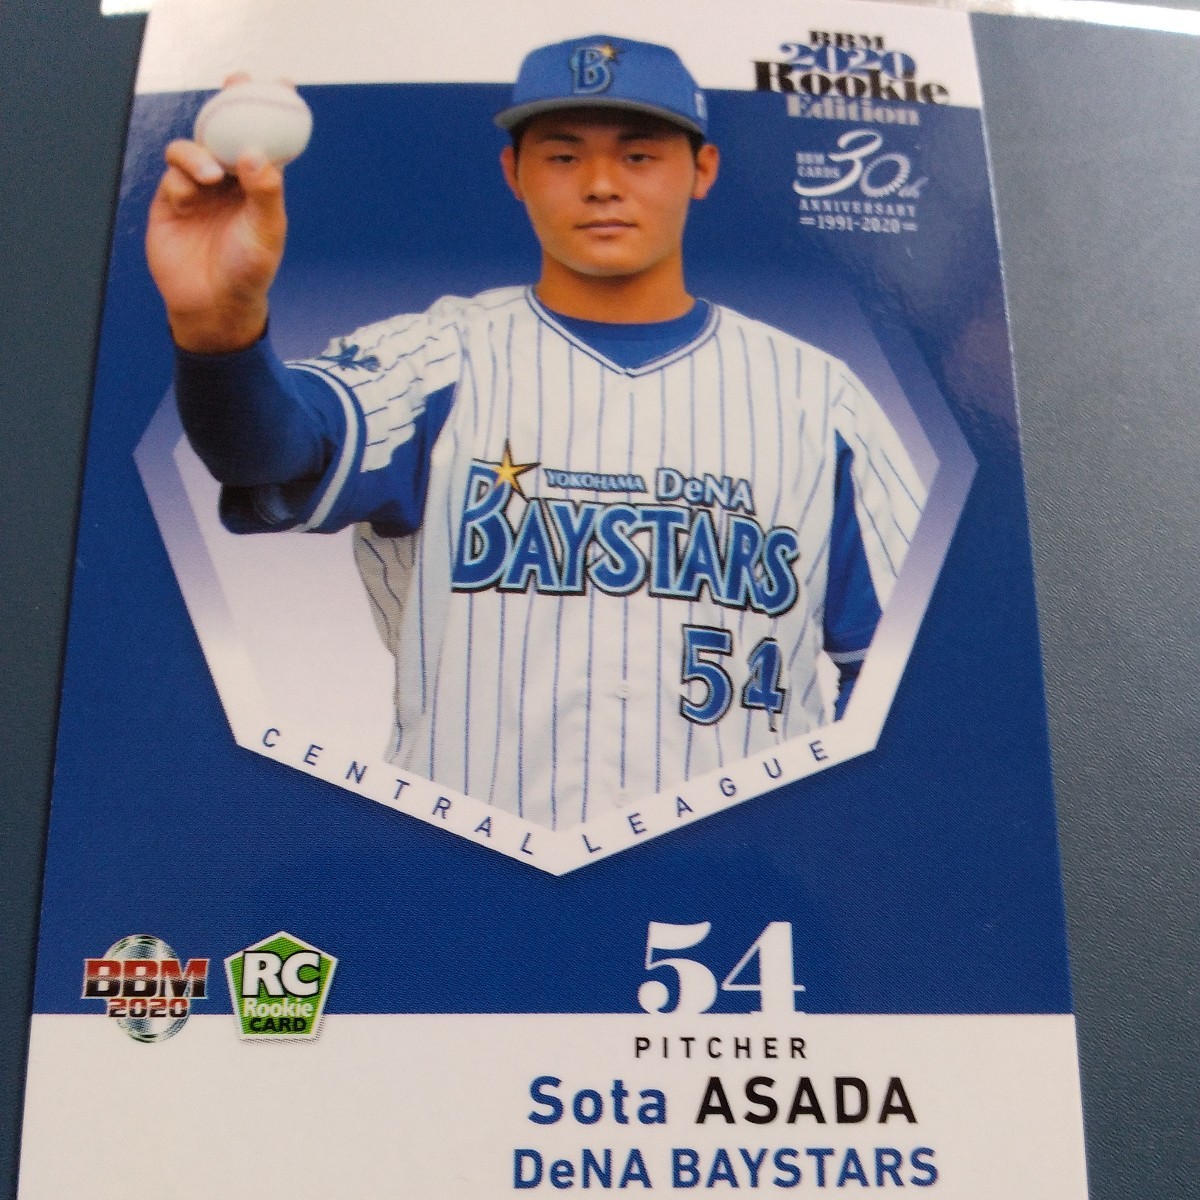 BBM
2020
Rookie
Edition
BBM
CARDS
30th
ANNIVERSARY
=1991-2020=
B
YOKOHAMA DeNA
BAYSTARS
54
CENTRAL LEAGUE
BBM
2020
RC
Rookie
CARD
54
PITCHER
Sota ASADA
DeNA BAYSTARS